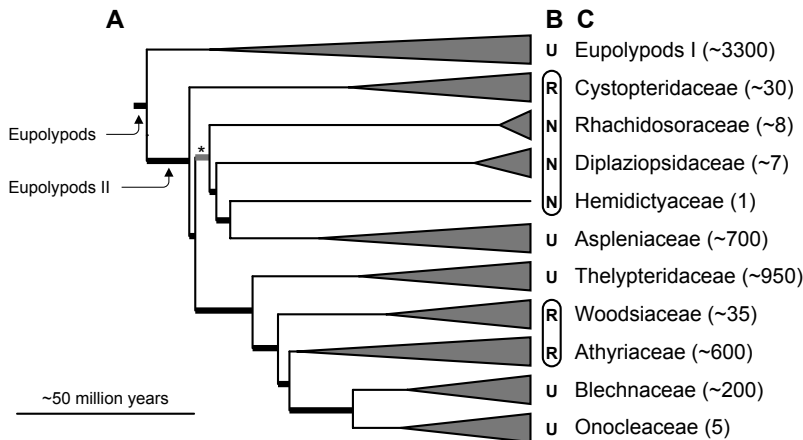 A B C
U Eupolypods I (~3300)
R Cystopteridaceae (~30)
N Rhachidosoraceae (~8)
Eupolypods
*
N Diplaziopsidaceae (~7)
Eupolypods II
N Hemidictyaceae (1)
U Aspleniaceae (~700)
U Thelypteridaceae (~950)
R Woodsiaceae (~35)
R Athyriaceae (~600)
U Blechnaceae (~200)
~50 million years
U Onocleaceae (5)